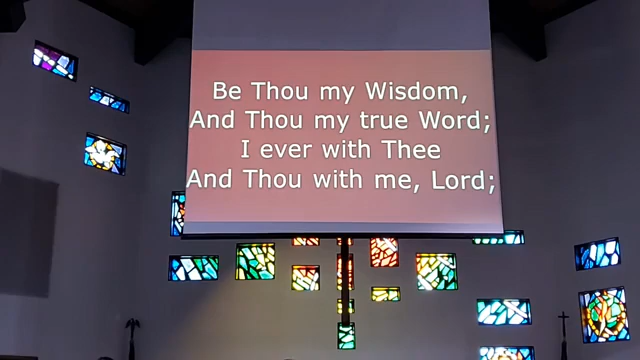 Be Thou my Wisdom,
And Thou my true Word;
I ever with Thee
And Thou with me, Lord;